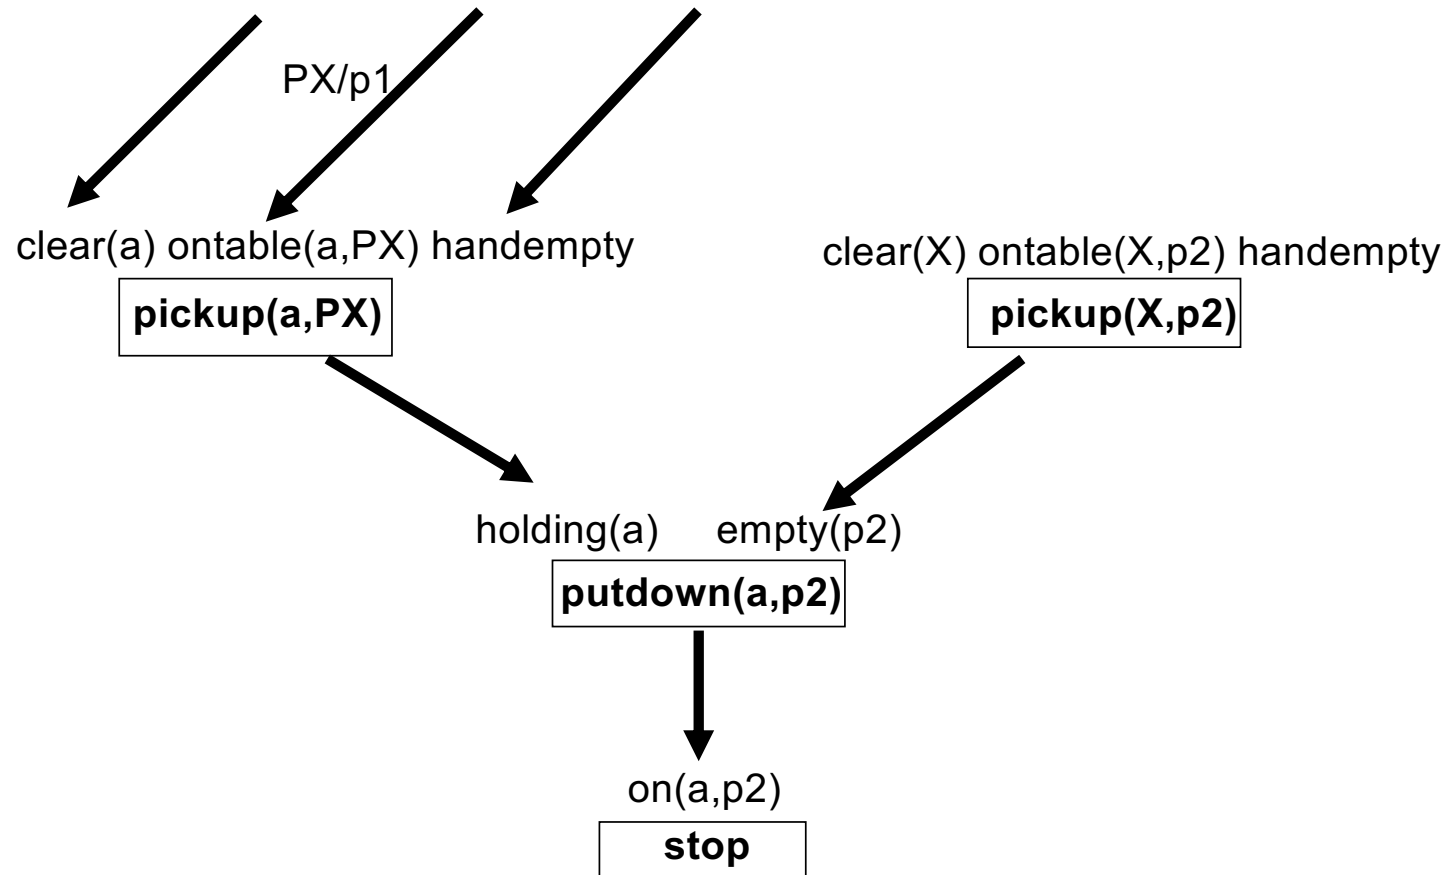 PX/p1
clear(a) ontable(a,PX) handempty
clear(X) ontable(X,p2) handempty
pickup(a,PX)
pickup(X,p2)
holding(a) empty(p2)
putdown(a,p2)
on(a,p2)
stop